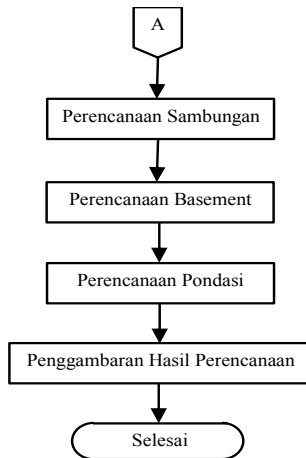 A
Perencanaan Sambungan
Perencanaan Basement
Perencanaan Pondasi
Penggambaran Hasil Perencanaan
Selesai